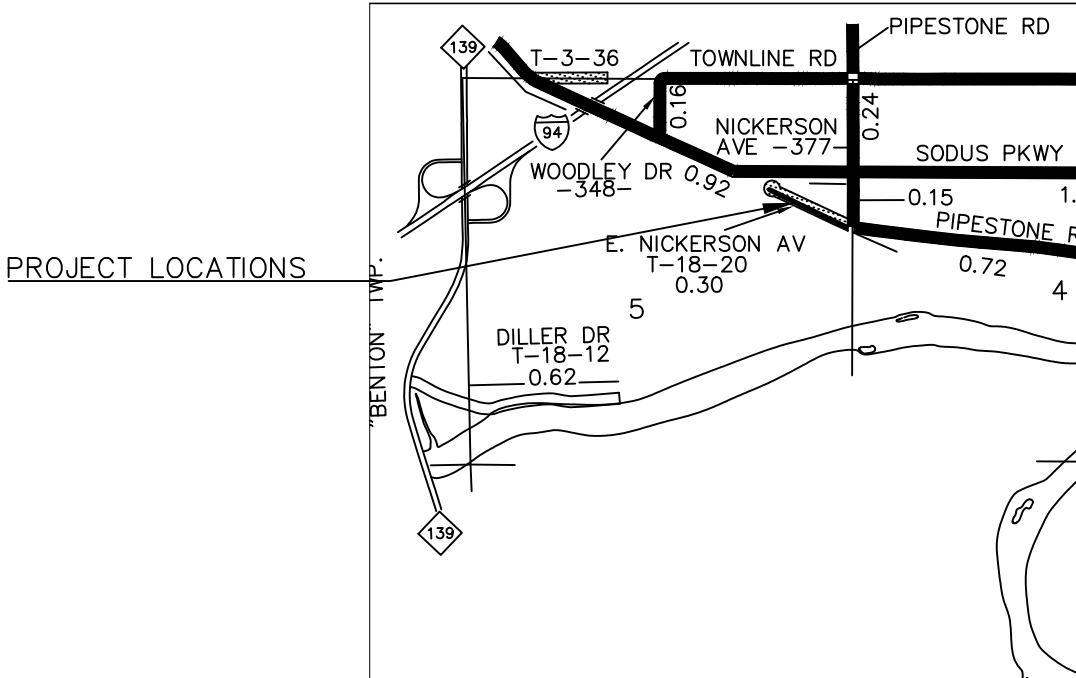 139
T-3-36
PIPESTONE RD
TOWNLINE RD
94
0.16
NICKERSON
AVE -377-
0.24
WOODLEY DR
-348-
0.92
SODUS PKWY
0.15
1.
PIPESTONE R
E. NICKERSON AV
T-18-20
0.30
0.72
PROJECT LOCATIONS
"BENTON" TWP.
5
4
DILLER DR
T-18-12
0.62
139